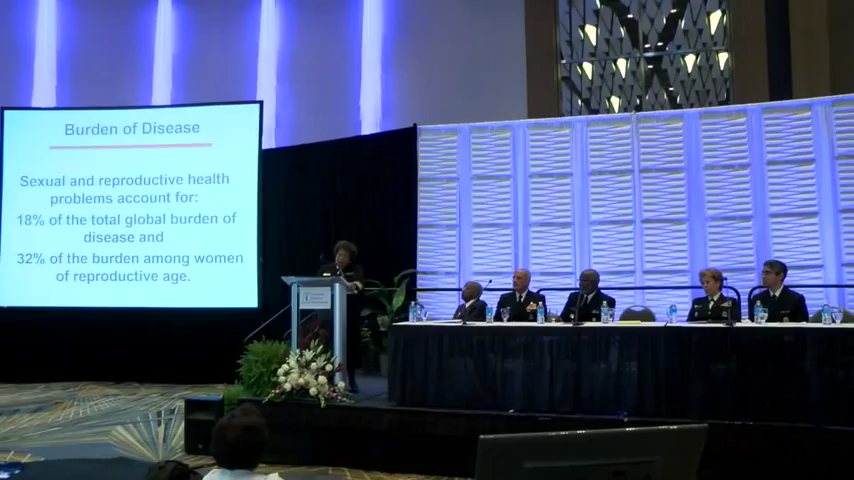 Burden of Disease
Sexual and reproductive health
problems account for:
18% of the total global burden of
disease and
32% of the burden among women
of reproductive age.